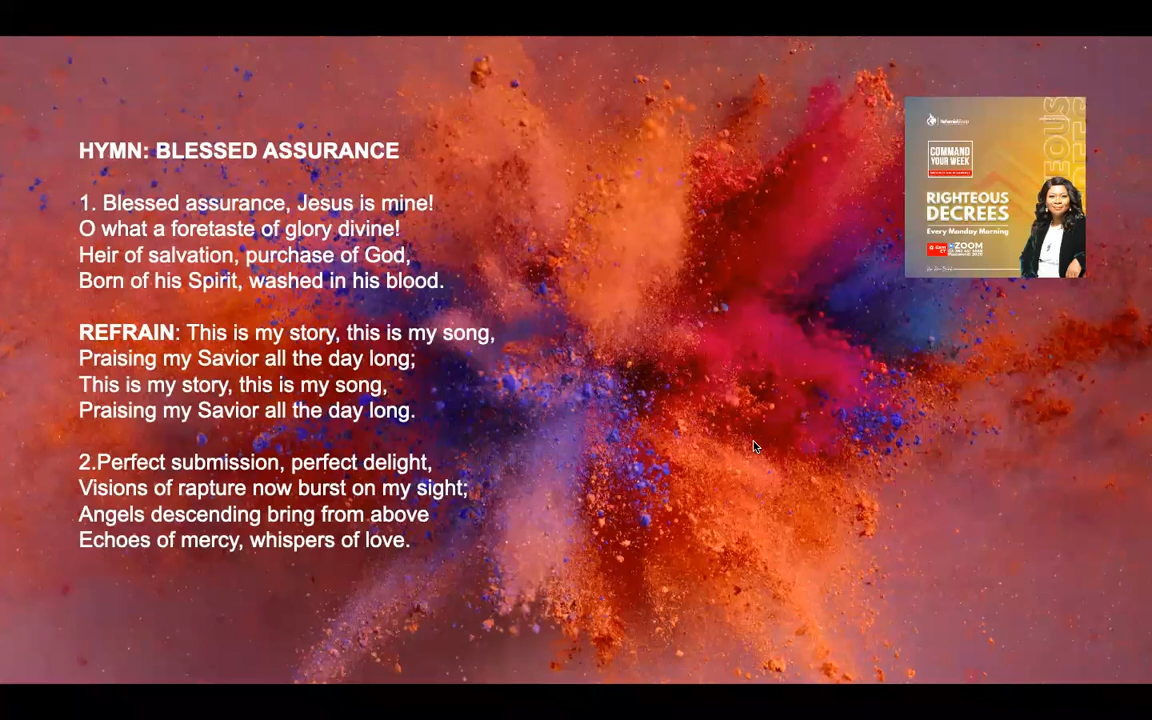 HYMN: BLESSED ASSURANCE
1. Blessed assurance, Jesus is mine!
O what a foretaste of glory divine!
Heir of salvation, purchase of God,
Born of his Spirit, washed in his blood.
REFRAIN: This is my story, this is my song,
Praising my Savior all the day long;
This is my story, this is my song,
Praising my Savior all the day long.
2.Perfect submission, perfect delight,
Visions of rapture now burst on my sight;
Angels descending bring from above
Echoes of mercy, whispers of love.
COMMAND
YOUR WEEK
RIGHTEOUS
DECREES
Every Monday Morning
ZOOM